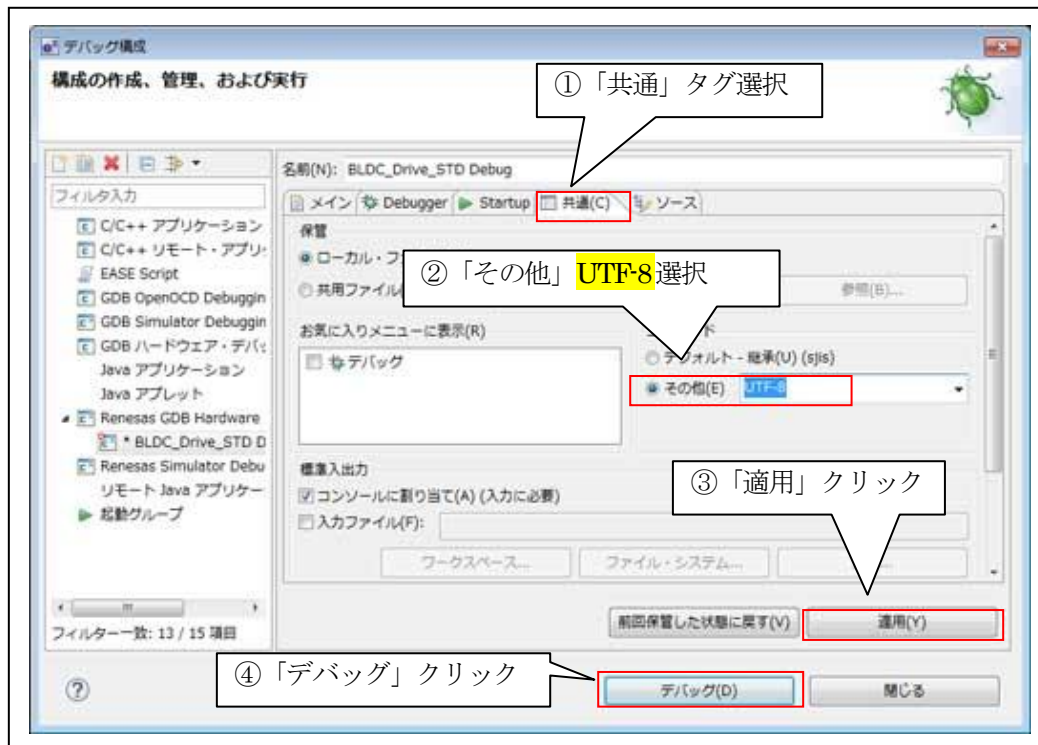 デバッグ構成
構成の作成、管理、および実行
①「共通」タグ選択
名前(N): BLDC_Drive_STD Debug
フィルタ入力
メイン Debugger Startup 共通(C) ソース
C/C++ アプリケーション
C/C++ リモート・アプリ
EASE Script
GDB OpenOCD Debuggin
GDB Simulator Debuggin
GDB ハードウェア・デバ
Java アプリケーション
Java アプレット
Renesas GDB Hardware
* BLDC_Drive_STD D
Renesas Simulator Debu
リモート Java アプリケー
起動グループ
フィルター一致: 13 / 15 項目
保管
ローカル・フ
②「その他」UTF-8選択
共用ファイル(
参照(B)...
お気に入りメニューに表示(R)
デバッグ
デフォルト - 継承(U) (sjis)
その他(E) UTF-8
標準入出力
③「適用」クリック
コンソールに割り当て(A) (入力に必要)
入力ファイル(F):
ワークスペース... ファイル・システム...
前回保管した状態に戻す(V) 適用(Y)
④「デバッグ」クリック
デバッグ(D) 閉じる